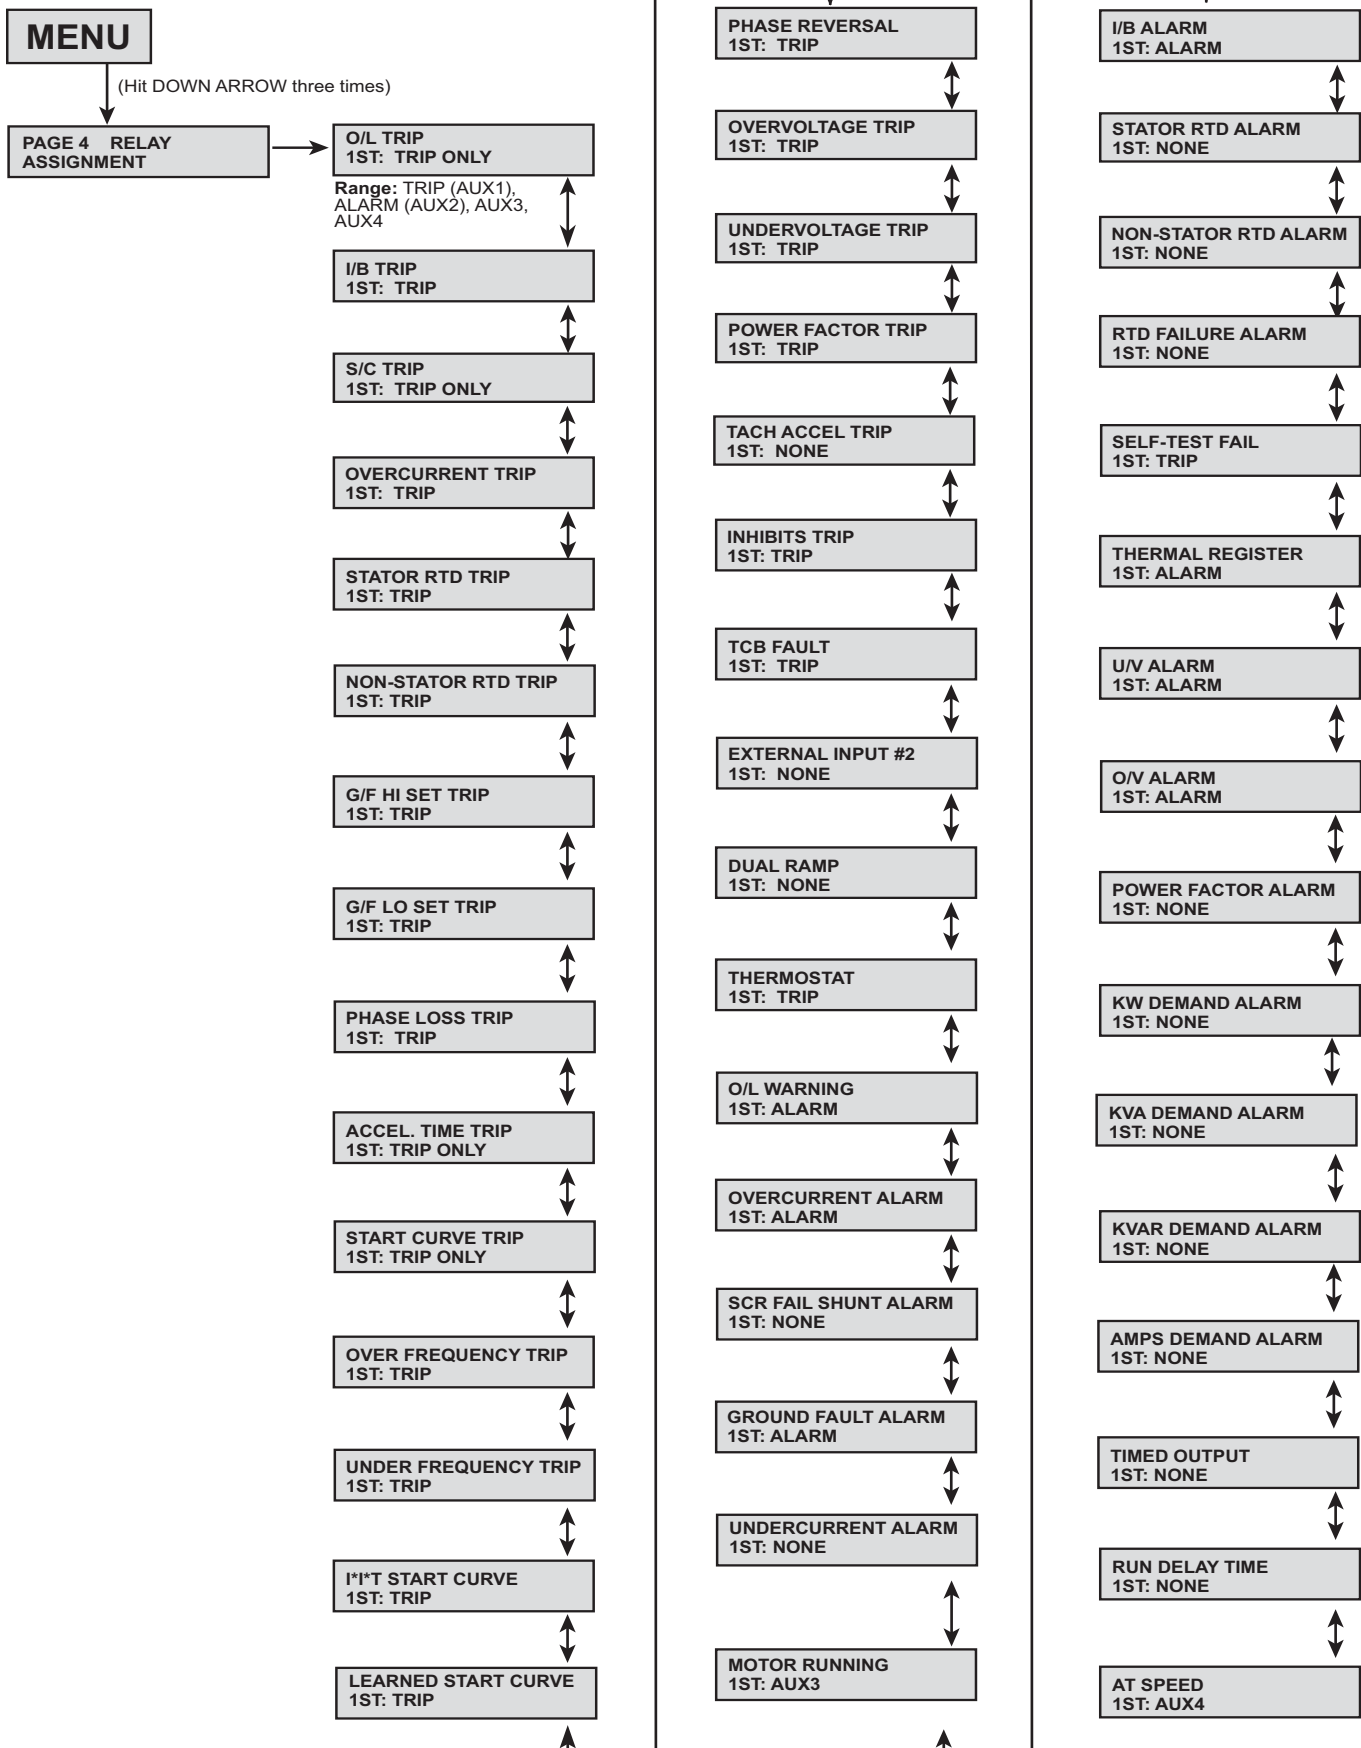 MENU
(Hit DOWN ARROW three times)
PAGE 4 RELAY
ASSIGNMENT
O/L TRIP
1ST: TRIP ONLY
Range: TRIP (AUX1),
ALARM (AUX2), AUX3,
AUX4
I/B TRIP
1ST: TRIP
S/C TRIP
1ST: TRIP ONLY
OVERCURRENT TRIP
1ST: TRIP
STATOR RTD TRIP
1ST: TRIP
NON-STATOR RTD TRIP
1ST: TRIP
G/F HI SET TRIP
1ST: TRIP
G/F LO SET TRIP
1ST: TRIP
PHASE LOSS TRIP
1ST: TRIP
ACCEL. TIME TRIP
1ST: TRIP ONLY
START CURVE TRIP
1ST: TRIP ONLY
OVER FREQUENCY TRIP
1ST: TRIP
UNDER FREQUENCY TRIP
1ST: TRIP
I*I*T START CURVE
1ST: TRIP
LEARNED START CURVE
1ST: TRIP
PHASE REVERSAL
1ST: TRIP
OVERVOLTAGE TRIP
1ST: TRIP
UNDERVOLTAGE TRIP
1ST: TRIP
POWER FACTOR TRIP
1ST: TRIP
TACH ACCEL TRIP
1ST: NONE
INHIBITS TRIP
1ST: TRIP
TCB FAULT
1ST: TRIP
EXTERNAL INPUT #2
1ST: NONE
DUAL RAMP
1ST: NONE
THERMOSTAT
1ST: TRIP
O/L WARNING
1ST: ALARM
OVERCURRENT ALARM
1ST: ALARM
SCR FAIL SHUNT ALARM
1ST: NONE
GROUND FAULT ALARM
1ST: ALARM
UNDERCURRENT ALARM
1ST: NONE
MOTOR RUNNING
1ST: AUX3
I/B ALARM
1ST: ALARM
STATOR RTD ALARM
1ST: NONE
NON-STATOR RTD ALARM
1ST: NONE
RTD FAILURE ALARM
1ST: NONE
SELF-TEST FAIL
1ST: TRIP
THERMAL REGISTER
1ST: ALARM
U/V ALARM
1ST: ALARM
O/V ALARM
1ST: ALARM
POWER FACTOR ALARM
1ST: NONE
KW DEMAND ALARM
1ST: NONE
KVA DEMAND ALARM
1ST: NONE
KVAR DEMAND ALARM
1ST: NONE
AMPS DEMAND ALARM
1ST: NONE
TIMED OUTPUT
1ST: NONE
RUN DELAY TIME
1ST: NONE
AT SPEED
1ST: AUX4